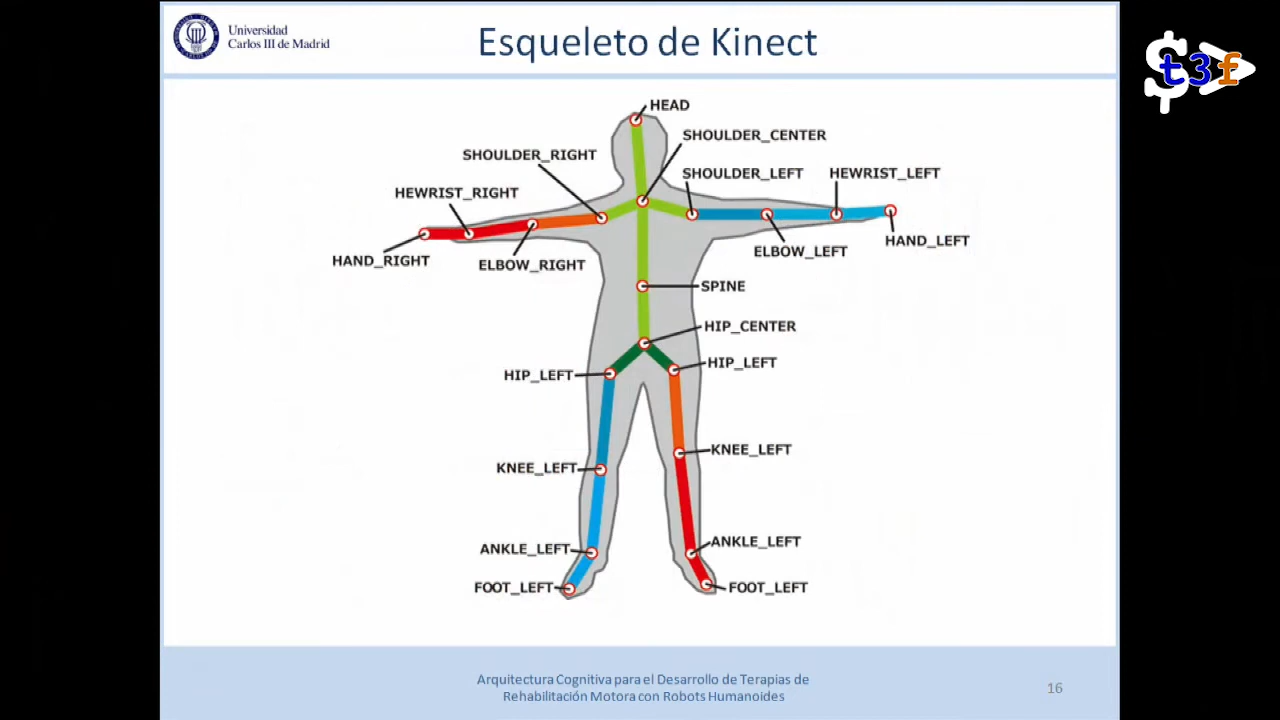 Universidad
Carlos III de Madrid
Esqueleto de Kinect
t3f
HEAD
SHOULDER_CENTER
SHOULDER_RIGHT
SHOULDER_LEFT
HEWRIST_LEFT
HEWRIST_RIGHT
HAND_LEFT
ELBOW_LEFT
HAND_RIGHT
ELBOW_RIGHT
SPINE
HIP_CENTER
HIP_LEFT
HIP_LEFT
KNEE_LEFT
KNEE_LEFT
ANKLE_LEFT
ANKLE_LEFT
FOOT_LEFT
FOOT_LEFT
Arquitectura Cognitiva para el Desarrollo de Terapias de
Rehabilitación Motora con Robots Humanoides
16